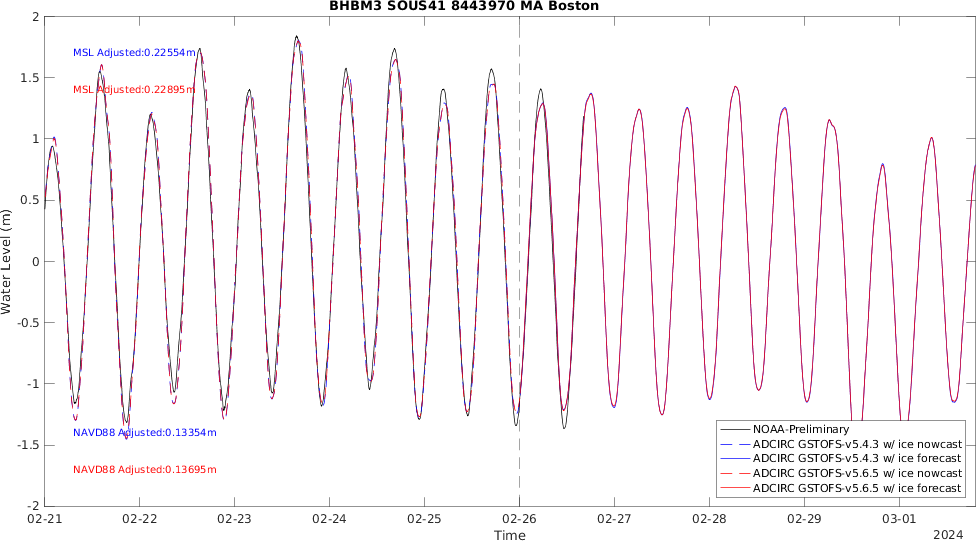 BHBM3 SOUS41 8443970 MA Boston
2
MSL Adjusted:0.22554m
1.5
MSL Adjusted:0.22895m
1
0.5
Water Level (m)
0
-0.5
-1
NAVD88 Adjusted:0.13354m
-1.5
NAVD88 Adjusted:0.13695m
-2
NOAA-Preliminary
ADCIRC GSTOFS-v5.4.3 w/ ice nowcast
ADCIRC GSTOFS-v5.4.3 w/ ice forecast
ADCIRC GSTOFS-v5.6.5 w/ ice nowcast
ADCIRC GSTOFS-v5.6.5 w/ ice forecast
02-21 02-22 02-23 02-24 02-25 02-26 02-27 02-28 02-29 03-01
Time
2024